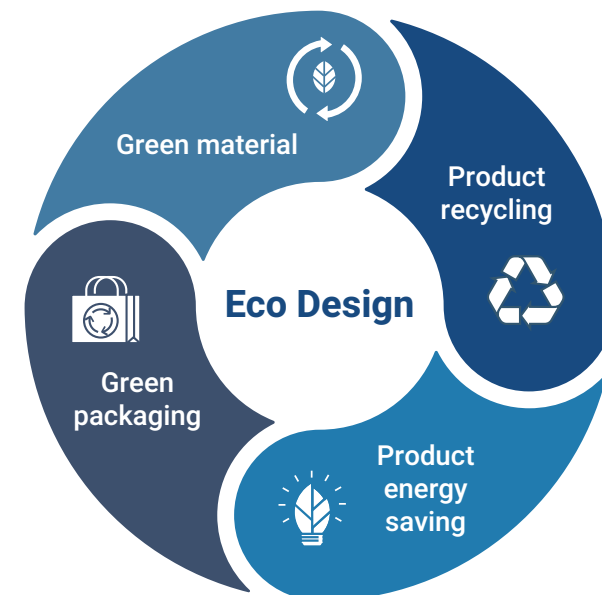 Green material
Product
recycling
Eco Design
Green
packaging
Product
energy
saving